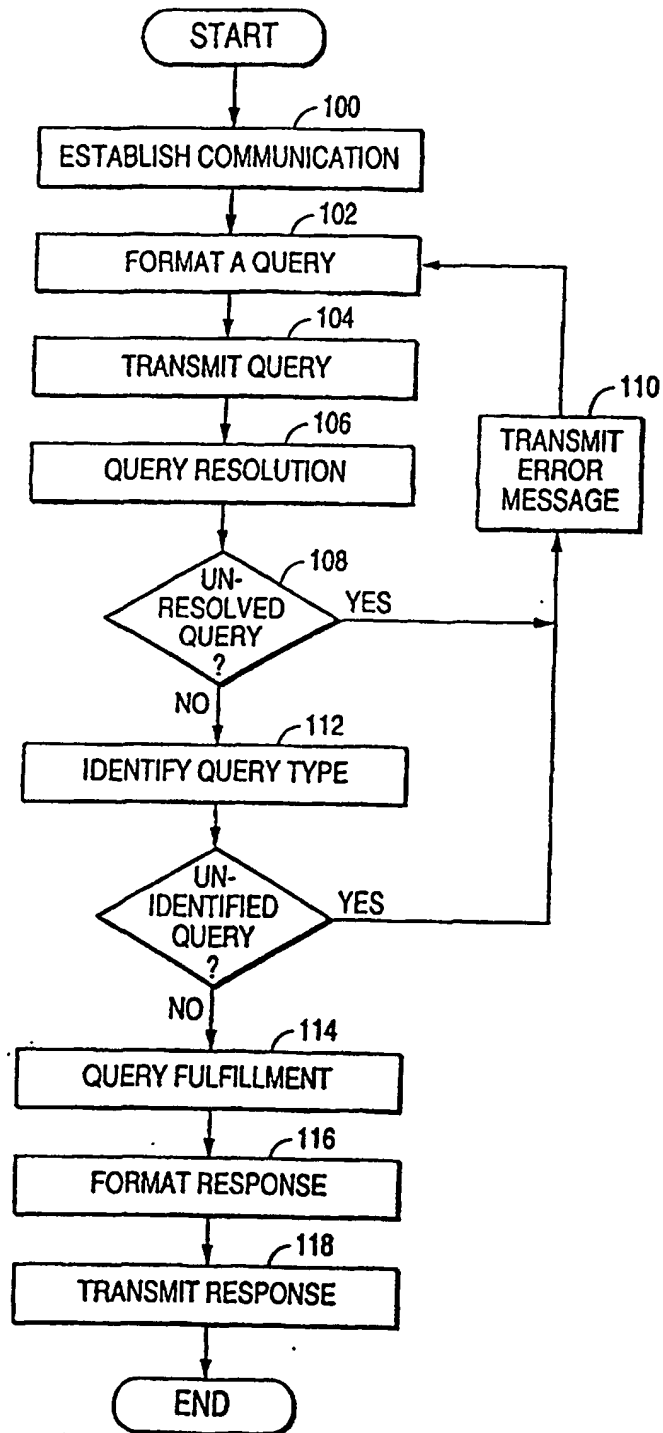 START
100
ESTABLISH COMMUNICATION
102
FORMAT A QUERY
104
TRANSMIT QUERY
106
QUERY RESOLUTION
110
TRANSMIT
ERROR
MESSAGE
108
UN-
RESOLVED
QUERY
?
YES
NO
112
IDENTIFY QUERY TYPE
UN-
IDENTIFIED
QUERY
?
YES
NO
114
QUERY FULFILLMENT
116
FORMAT RESPONSE
118
TRANSMIT RESPONSE
END